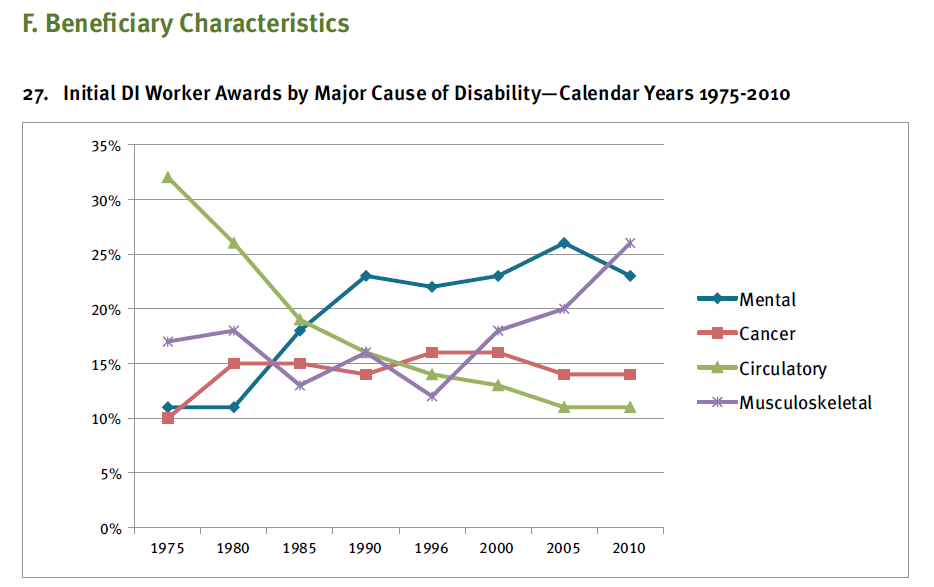 F. Beneficiary Characteristics
27. Initial DI Worker Awards by Major Cause of Disability—Calendar Years 1975-2010
35%
30%
25%
20%
15%
10%
5%
0%
1975 1980 1985 1990 1996 2000 2005 2010
Mental
Cancer
Circulatory
Musculoskeletal